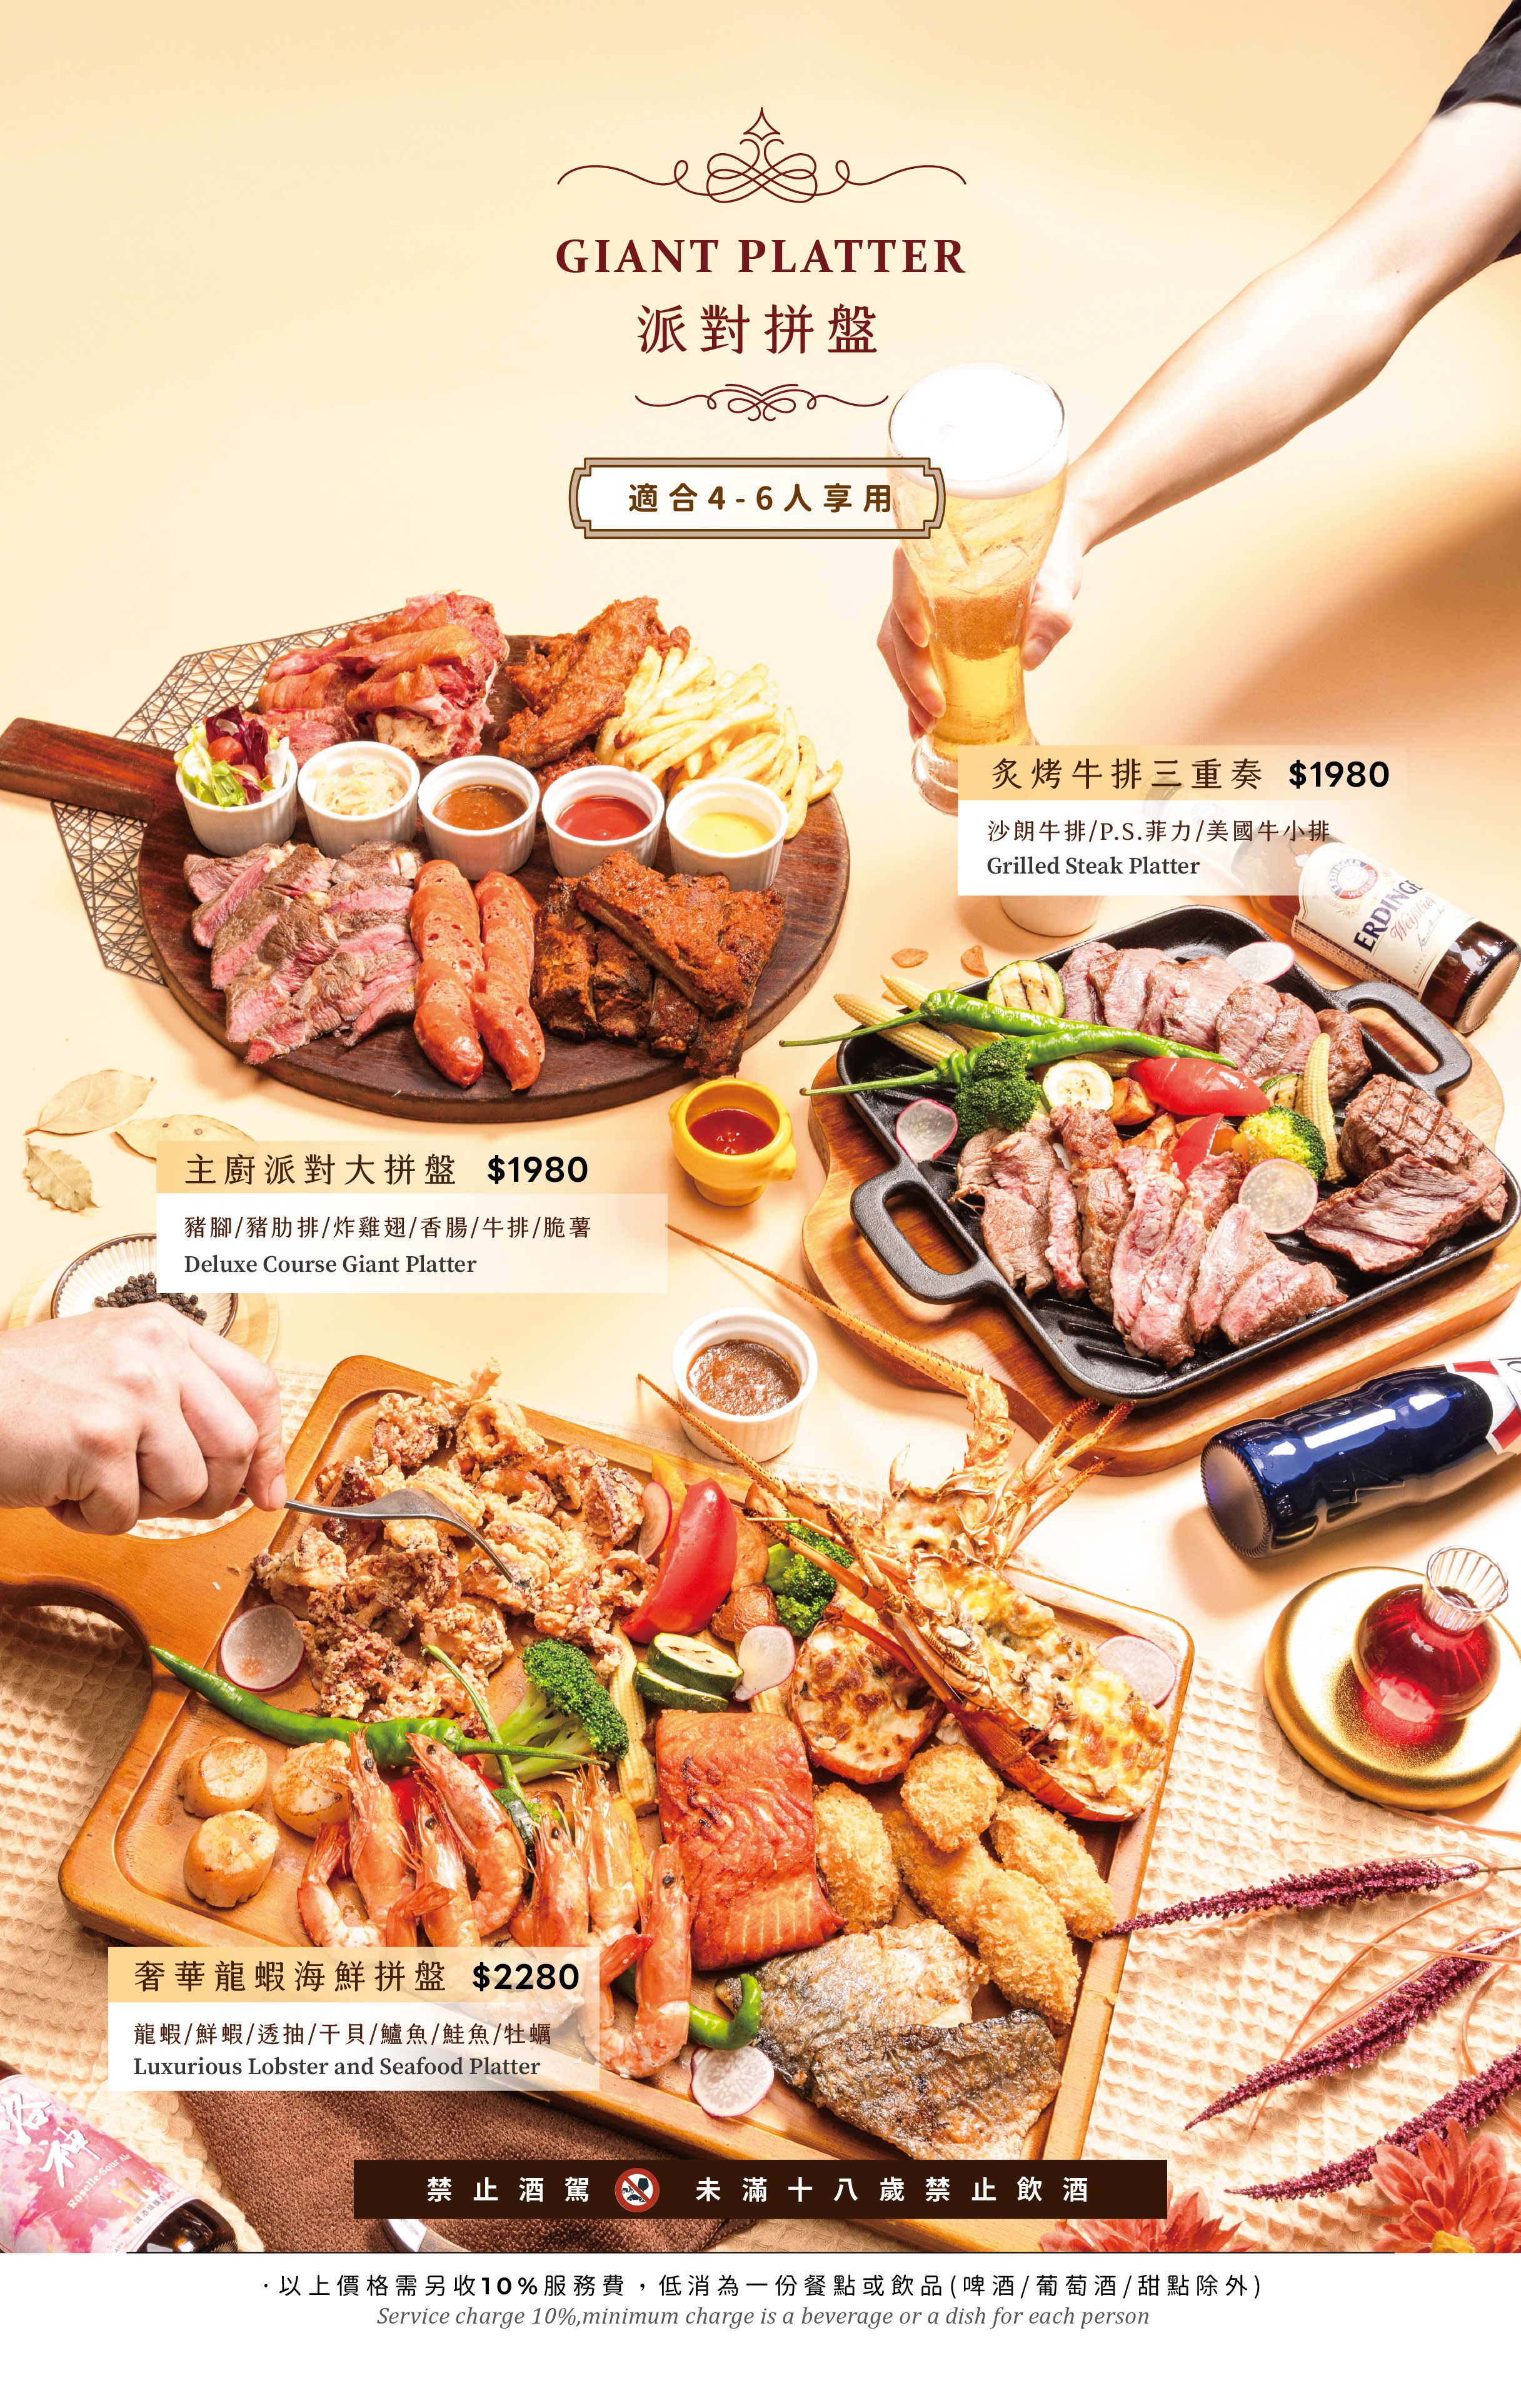 GIANT PLATTER
派對拼盤
適合4-6人享用
炙烤牛排三重奏 $1980
沙朗牛排/P.S.菲力/美國牛小排
Grilled Steak Platter
ERDING
Weißbier
主廚派對大拼盤 $1980
豬腳/豬肋排/炸雞翅/香腸/牛排/脆薯
Deluxe Course Giant Platter
奢華龍蝦海鮮拼盤 $2280
龍蝦/鮮蝦/透抽/干貝/鱸魚/鮭魚/牡蠣
Luxurious Lobster and Seafood Platter
洛神
Roselle Sour Ale
禁止酒駕 未滿十八歲禁止飲酒
·以上價格需另收10%服務費，低消為一份餐點或飲品(啤酒/葡萄酒/甜點除外)
Service charge 10%,minimum charge is a beverage or a dish for each person